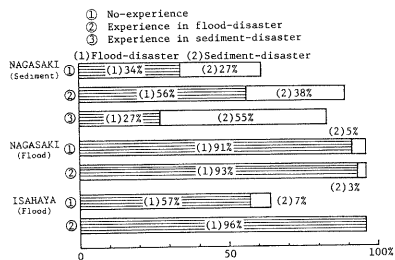 ① No-experience
② Experience in flood-disaster
③ Experience in sediment-disaster
(1)Flood-disaster (2)Sediment-disaster
NAGASAKI
(Sediment)
① (1)34% (2)27%
② (1)56% (2)38%
③ (1)27% (2)55%
(2)5%
NAGASAKI
(Flood)
① (1)91%
② (1)93%
(2)3%
ISAHAYA
(Flood)
① (1)57% (2)7%
② (1)96%
0 50 100%